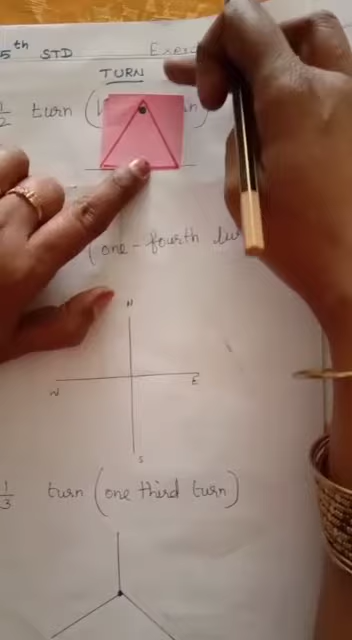 5th STD
TURN
1/2 turn (
(one-fourth
N
W E
S
1/3 turn (one third turn)